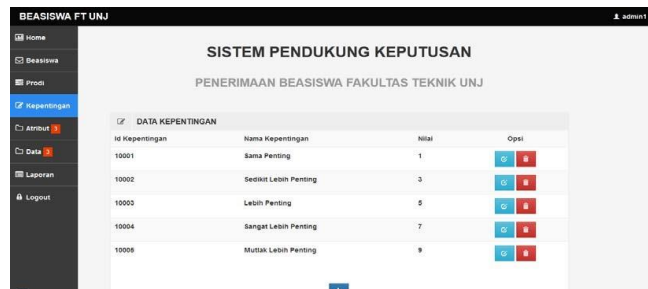 BEASISWA FT UNJ
admin1
Home
Beasiswa
Prodi
Kepentingan
Atribut 3
Data 3
Laporan
Logout
SISTEM PENDUKUNG KEPUTUSAN
PENERIMAAN BEASISWA FAKULTAS TEKNIK UNJ
DATA KEPENTINGAN
Id Kepentingan Nama Kepentingan Nilai Opsi
10001 Sama Penting 1
10002 Sedikit Lebih Penting 3
10003 Lebih Penting 5
10004 Sangat Lebih Penting 7
10005 Mutlak Lebih Penting 9